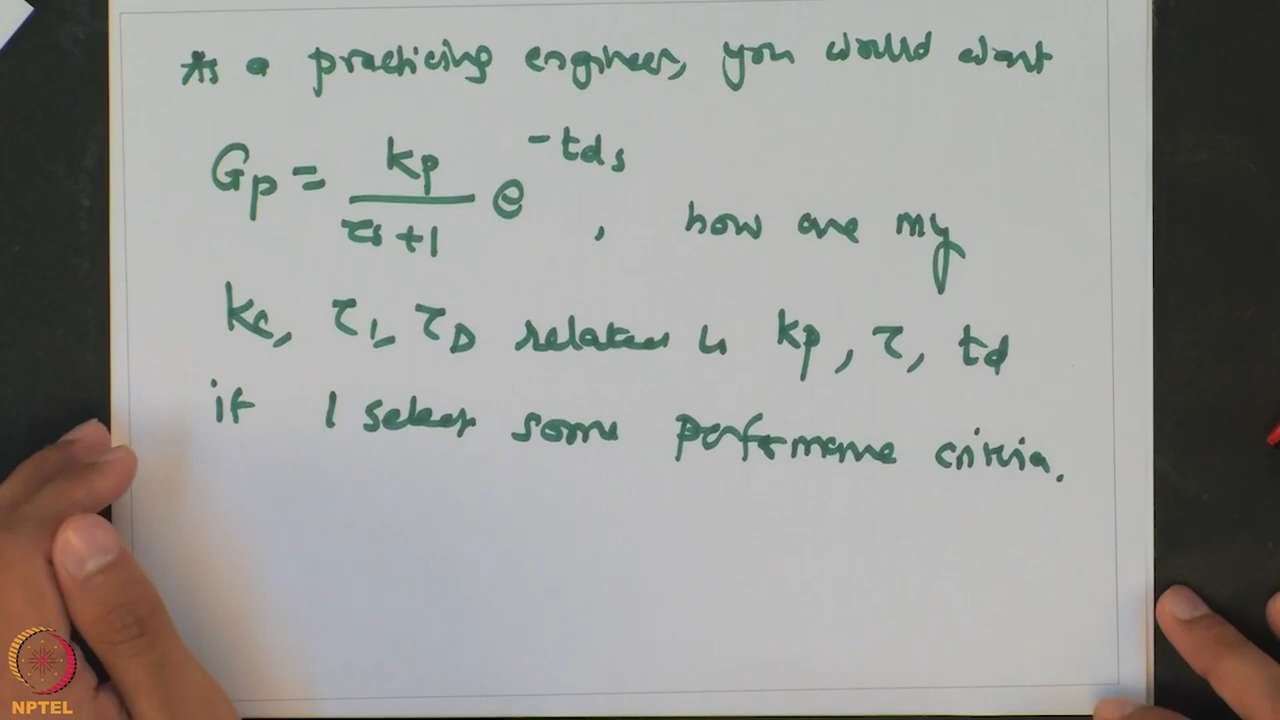 As a practicing engineer, you would want
Gp = kp / τs + 1 e^-tds , how are my
kc, τI, τD related to kp, τ, td
if I select some performance criteria.
NPTEL